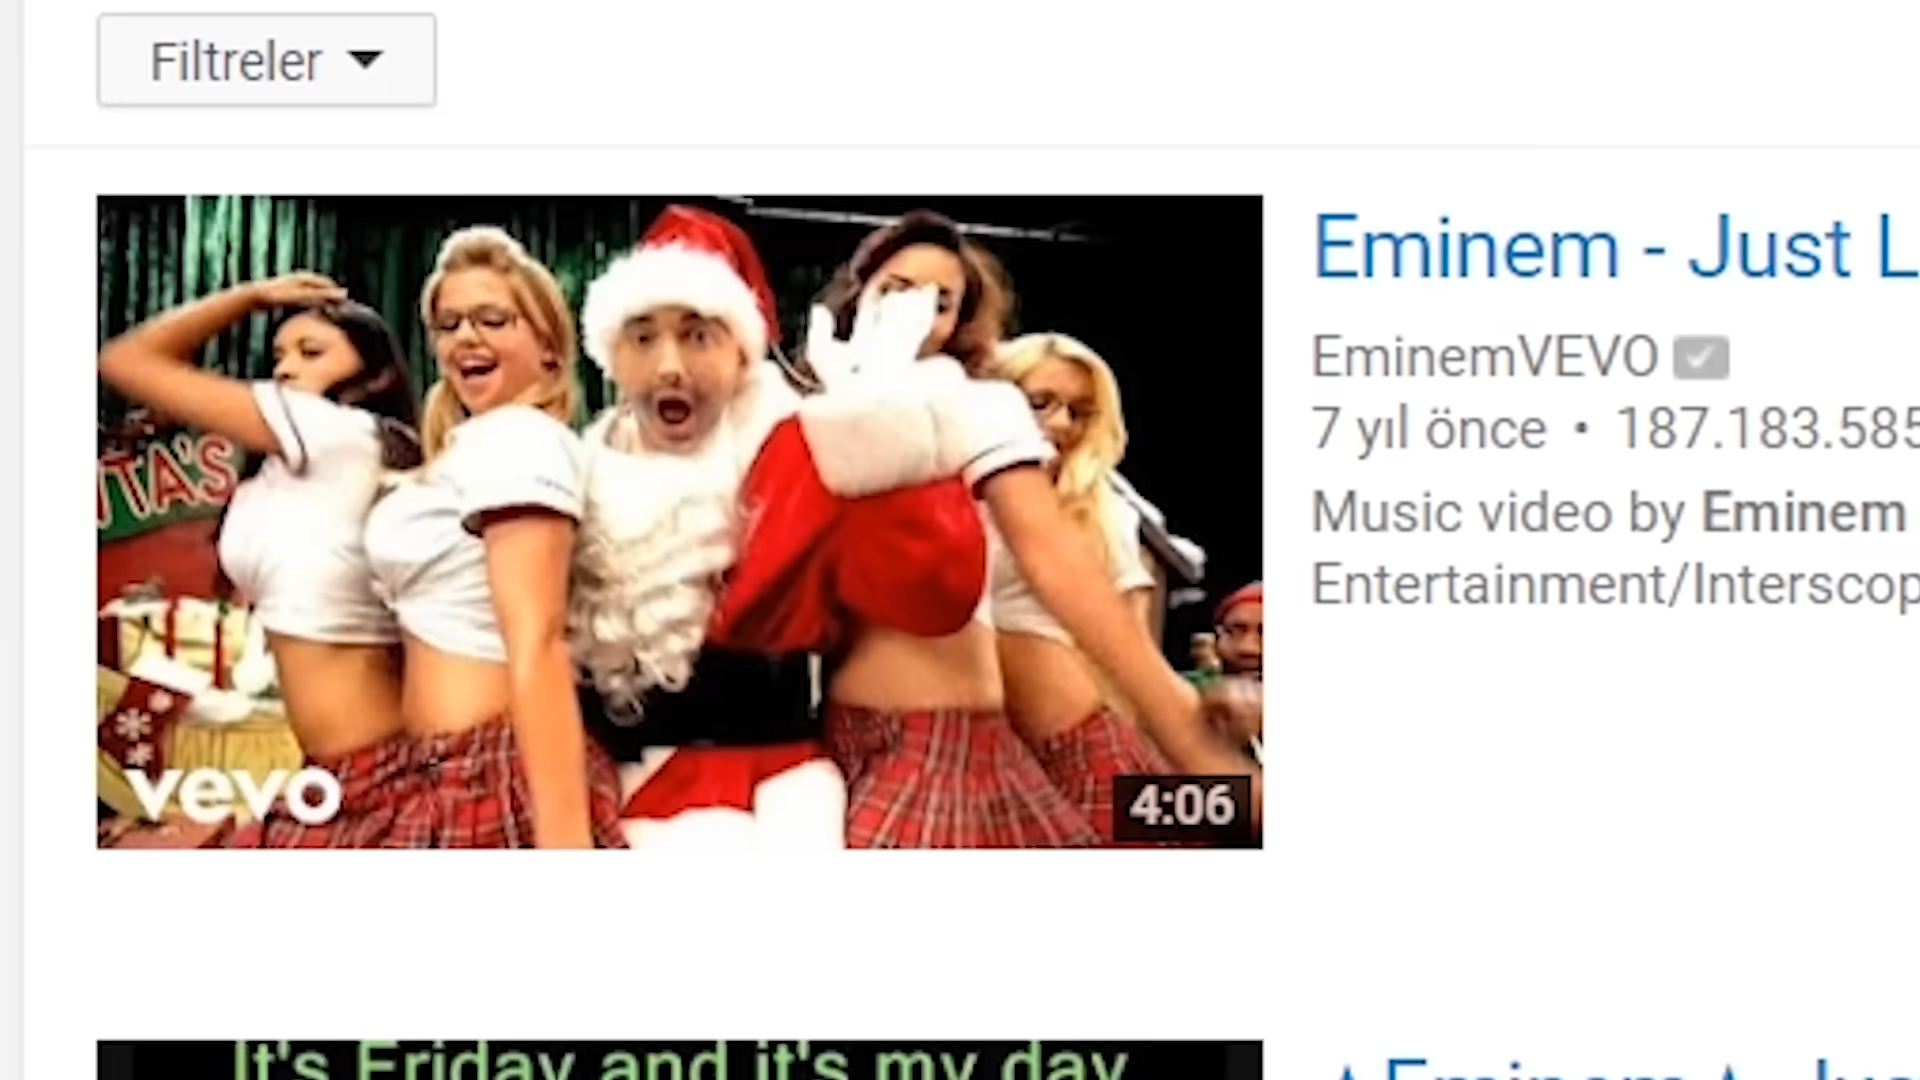 Filtreler
Eminem - Just L
EminemVEVO
7 yıl önce • 187.183.585
Music video by Eminem
Entertainment/Interscop
TA'S
vevo
4:06
It's Friday and it's my day
Eminem